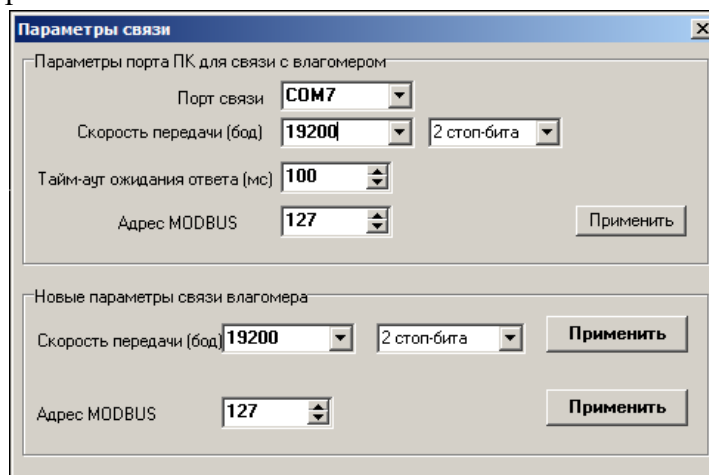 Параметры связи
Параметры порта ПК для связи с влагомером
Порт связи COM7
Скорость передачи (бод) 19200 2 стоп-бита
Тайм-аут ожидания ответа (мс) 100
Адрес MODBUS 127 Применить
Новые параметры связи влагомера
Скорость передачи (бод) 19200 2 стоп-бита Применить
Адрес MODBUS 127 Применить